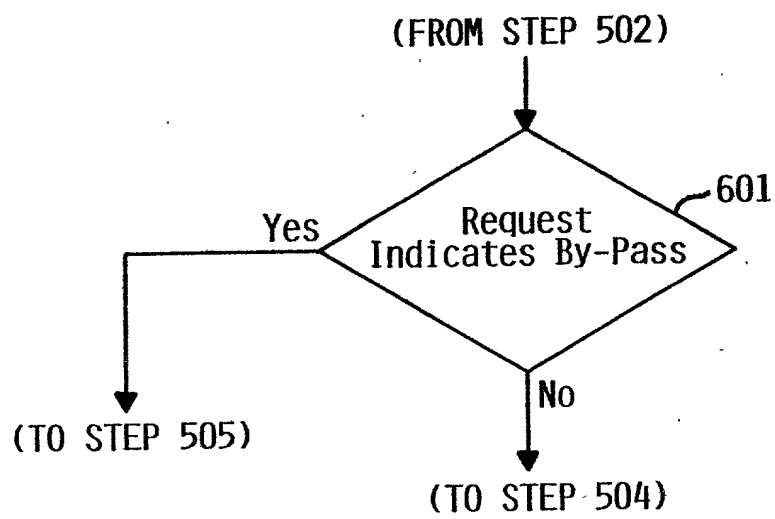 (FROM STEP 502)
601
Yes
Request
Indicates By-Pass
No
(TO STEP 505)
(TO STEP 504)